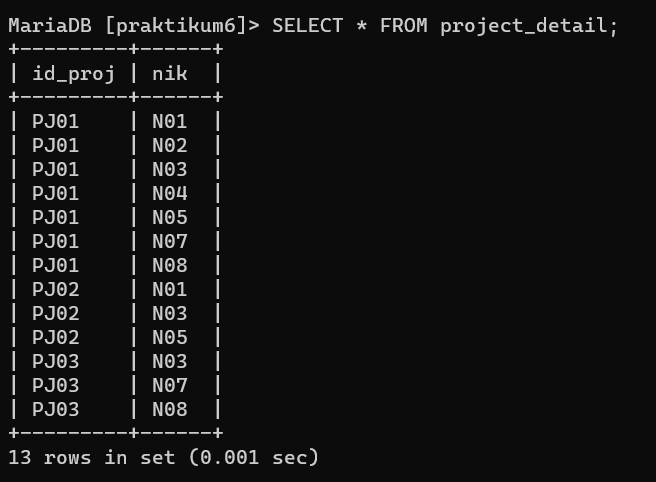 MariaDB [praktikum6]> SELECT * FROM project_detail;
+---------+------+
| id_proj | nik  |
+---------+------+
| PJ01    | N01  |
| PJ01    | N02  |
| PJ01    | N03  |
| PJ01    | N04  |
| PJ01    | N05  |
| PJ01    | N07  |
| PJ01    | N08  |
| PJ02    | N01  |
| PJ02    | N03  |
| PJ02    | N05  |
| PJ03    | N03  |
| PJ03    | N07  |
| PJ03    | N08  |
+---------+------+
13 rows in set (0.001 sec)